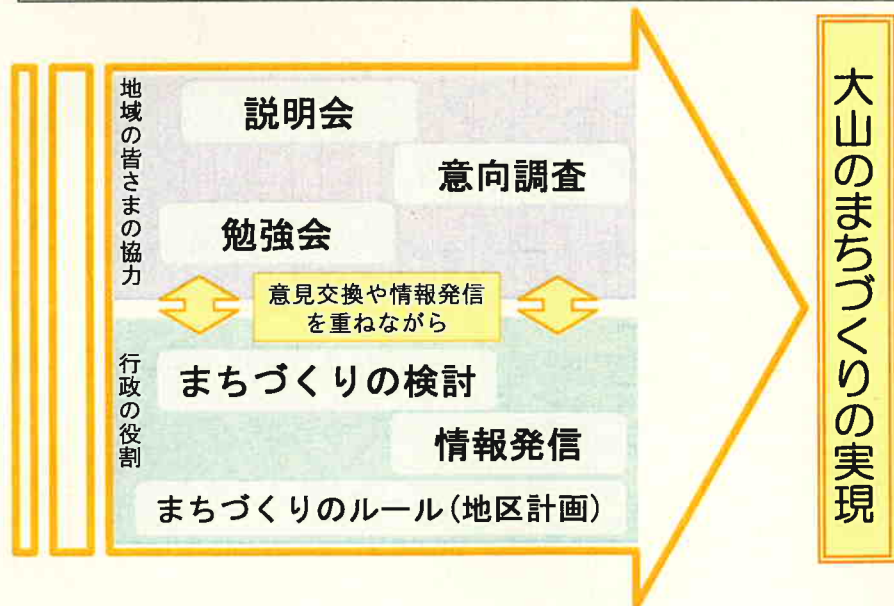 地域の皆さまの協力
説明会
意向調査
勉強会
意見交換や情報発信
を重ねながら
行政の役割
まちづくりの検討
情報発信
まちづくりのルール(地区計画)
大山のまちづくりの実現